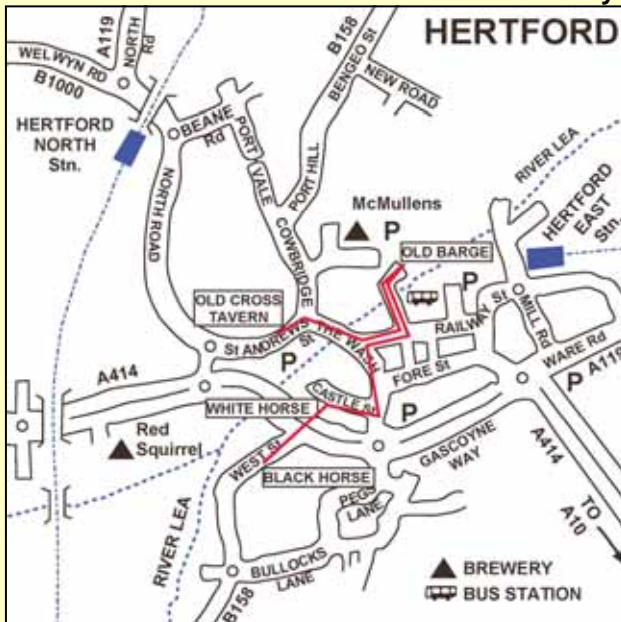 HERTFORD
A119
NORTH
Rd
WELWYN RD
B1000
HERTFORD
NORTH
Stn.
BEANE
Rd
PORT
VALE
B158
BENGEO St
NEW ROAD
PORT HILL
COWBRIDGE
NORTH ROAD
McMullens
P
RIVER LEA
HERTFORD
EAST
Stn.
OLD BARGE
P
OLD CROSS
TAVERN
St ANDREWS
St
THE WASH
RAILWAY St
MILL RD
WARE Rd
A119
P
P
FORE St
A414
CASTLE St
P
WHITE HORSE
Red
Squirrel
WEST St
GASCOYNE
WAY
A414
BLACK HORSE
PEGS
LANE
TO
A10
RIVER LEA
BULLOCKS
LANE
B158
BREWERY
BUS STATION